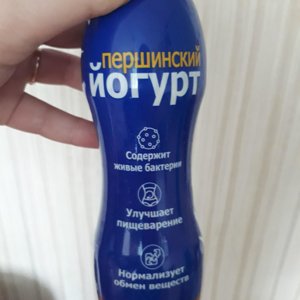 першинский
йогурт
Содержит
живые бактерии
Улучшает
пищеварение
Нормализует
обмен веществ